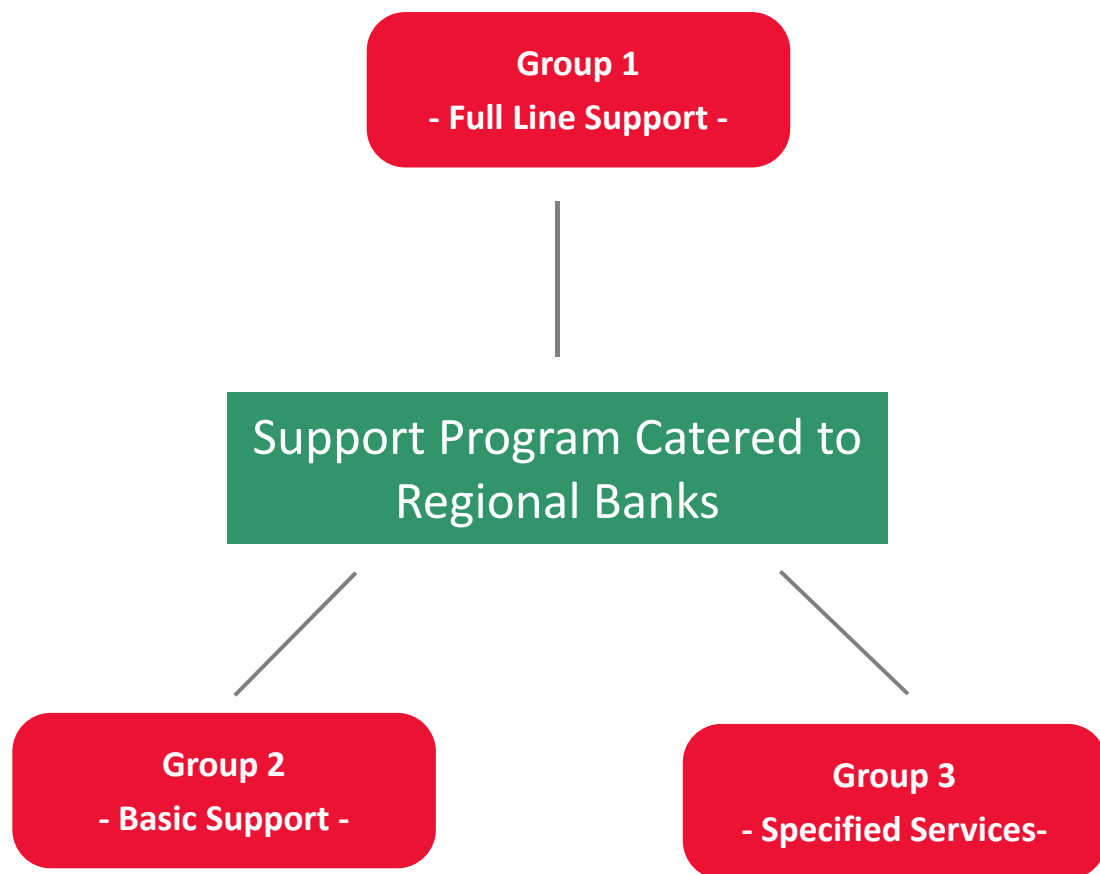 Group 1
- Full Line Support -
Support Program Catered to
Regional Banks
Group 2
- Basic Support -
Group 3
- Specified Services-